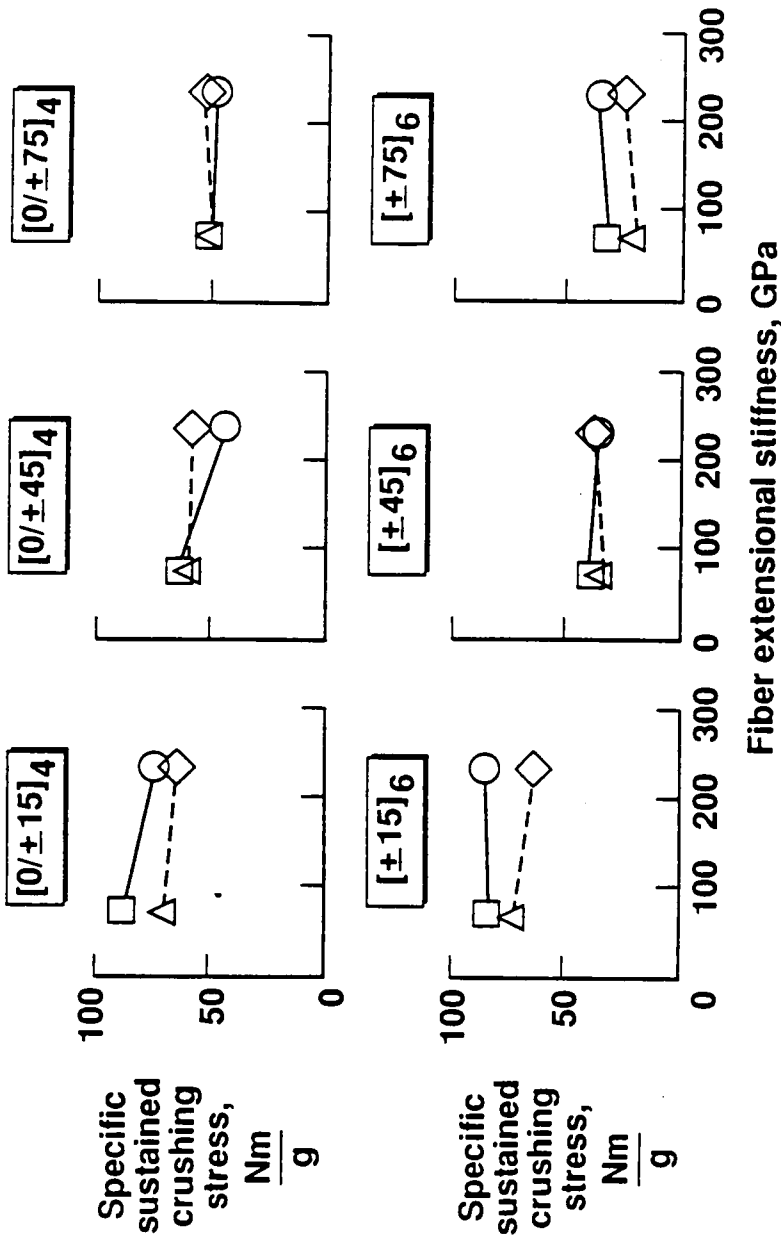 [0/±15]4
[0/±45]4
[0/±75]4
Specific
sustained
crushing
stress,
Nm
g
100
50
0
[±15]6
[±45]6
[±75]6
Specific
sustained
crushing
stress,
Nm
g
100
50
0 100 200 300
0 100 200 300
0 100 200 300
Fiber extensional stiffness, GPa